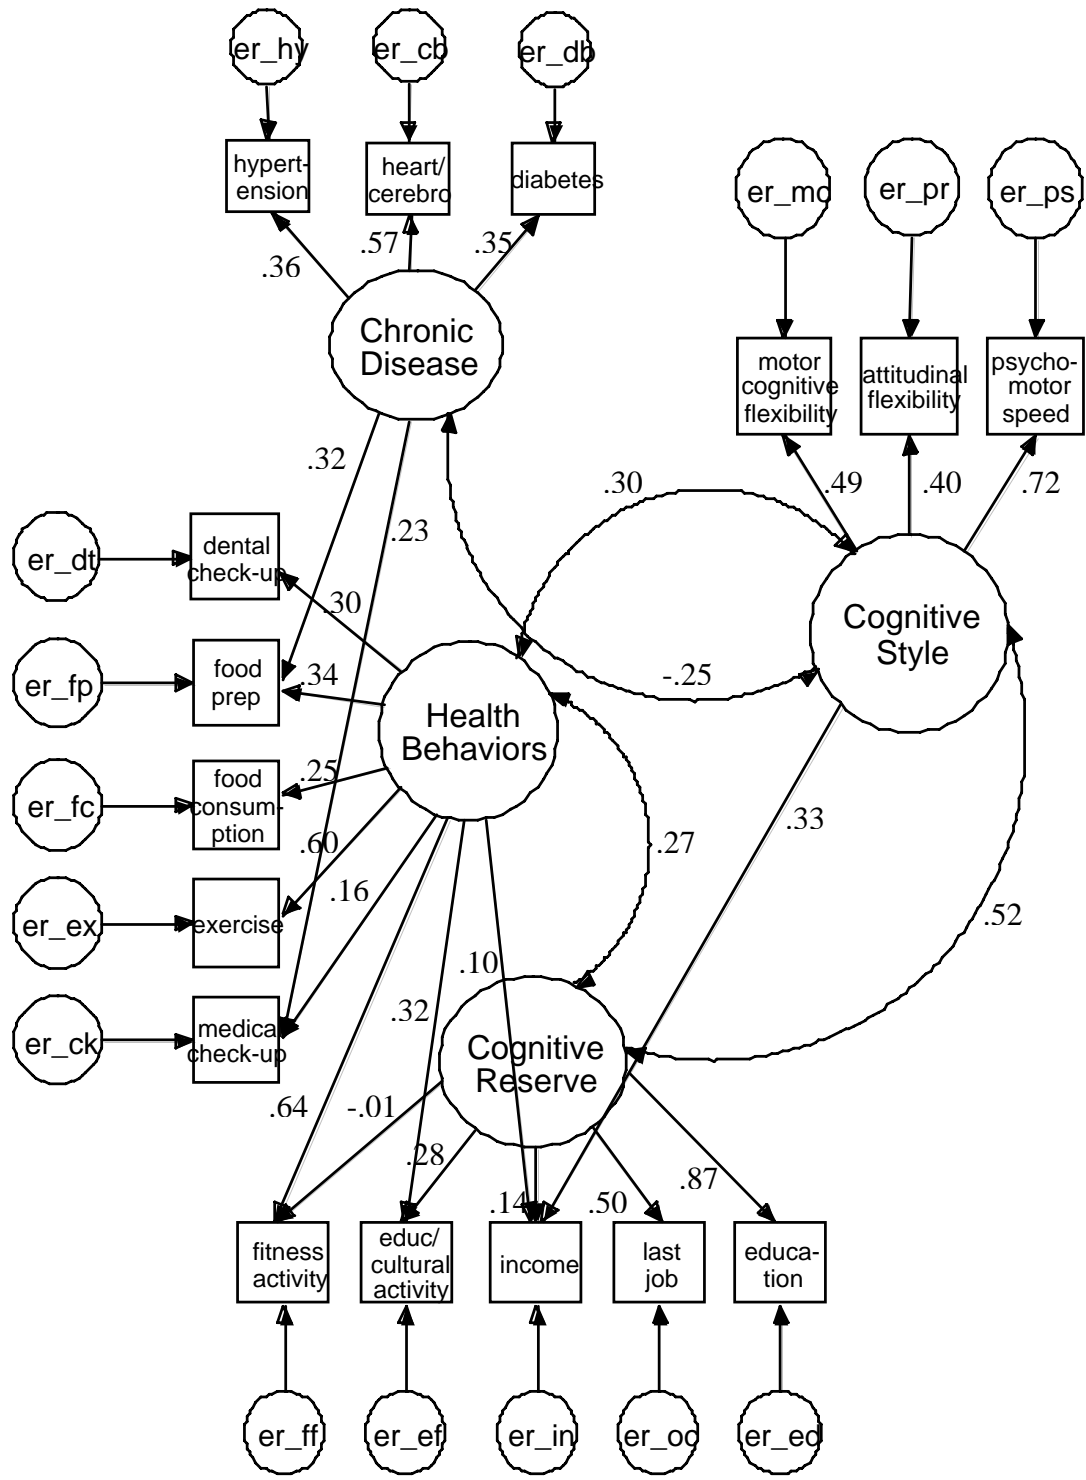 er_hy
er_cb
er_db
hypert-
ension
heart/
cerebro
diabetes
er_mo
er_pr
er_ps
.36
.57
.35
Chronic
Disease
motor
cognitive
flexibility
attitudinal
flexibility
psycho-
motor
speed
.32
.23
.30
.49
.40
.72
er_dt
dental
check-up
.30
Cognitive
Style
er_fp
food
prep
.34
-.25
Health
Behaviors
er_fc
food
consum-
ption
.25
.60
.33
.27
.16
er_ex
exercise
.52
.10
.32
er_ck
medical
check-up
Cognitive
Reserve
.64
-.01
.28
.14
.50
.87
fitness
activity
educ/
cultural
activity
income
last
job
educa-
tion
er_ff
er_ef
er_in
er_oc
er_ed